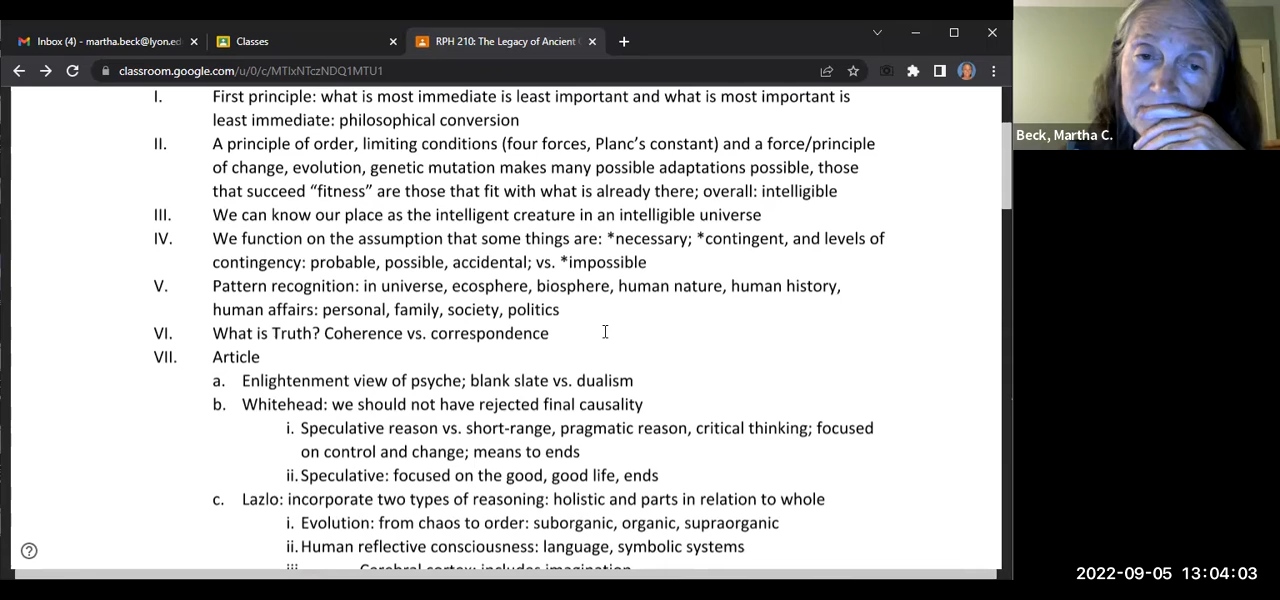 Inbox (4) - martha.beck@lyon.ed
Classes
RPH 210: The Legacy of Ancient
classroom.google.com/u/0/c/MTIxNTczNDQ1MTU1
Beck, Martha C.
I. First principle: what is most immediate is least important and what is most important is
least immediate: philosophical conversion
II. A principle of order, limiting conditions (four forces, Planc’s constant) and a force/principle
of change, evolution, genetic mutation makes many possible adaptations possible, those
that succeed “fitness” are those that fit with what is already there; overall: intelligible
III. We can know our place as the intelligent creature in an intelligible universe
IV. We function on the assumption that some things are: *necessary; *contingent, and levels of
contingency: probable, possible, accidental; vs. *impossible
V. Pattern recognition: in universe, ecosphere, biosphere, human nature, human history,
human affairs: personal, family, society, politics
VI. What is Truth? Coherence vs. correspondence
VII. Article
a. Enlightenment view of psyche; blank slate vs. dualism
b. Whitehead: we should not have rejected final causality
i. Speculative reason vs. short-range, pragmatic reason, critical thinking; focused
on control and change; means to ends
ii. Speculative: focused on the good, good life, ends
c. Lazlo: incorporate two types of reasoning: holistic and parts in relation to whole
i. Evolution: from chaos to order: suborganic, organic, supraorganic
ii. Human reflective consciousness: language, symbolic systems
iii. Cerebral cortex: includes imagination
2022-09-05 13:04:03